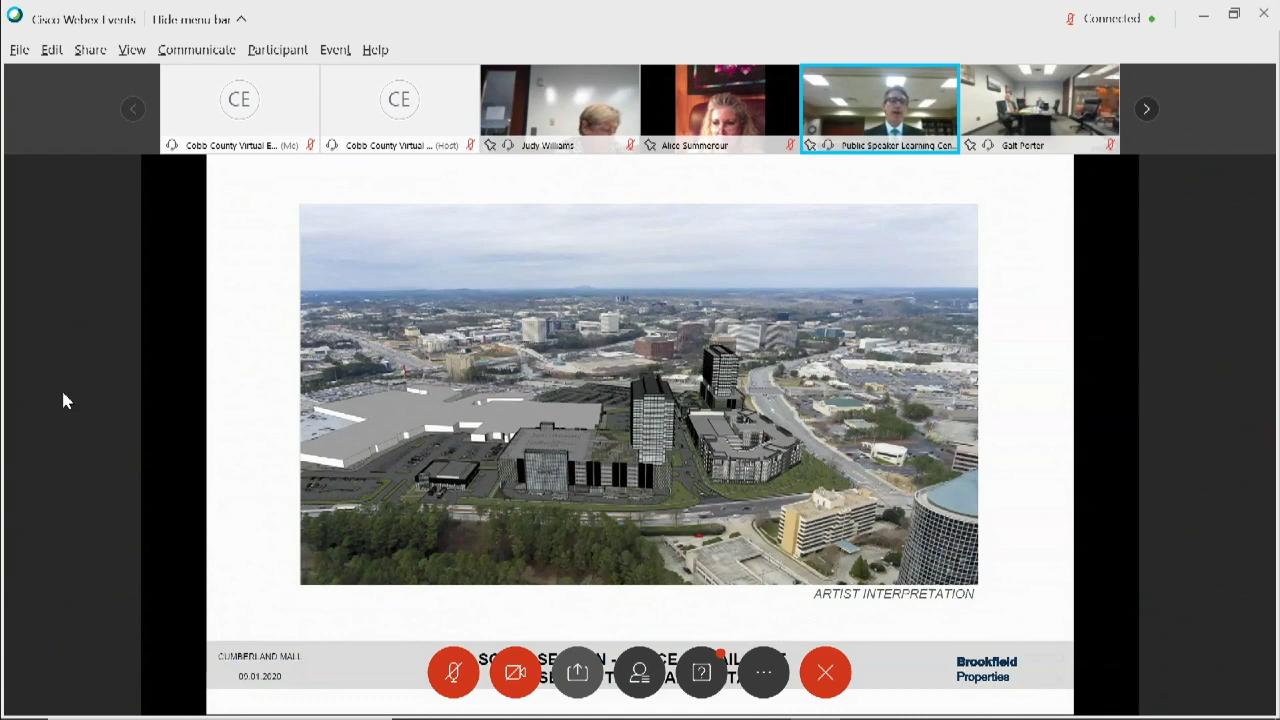 Cisco Webex Events
Hide menu bar
Connected
File Edit Share View Communicate Participant Event Help
CE
CE
Cobb County Virtual E... (Me)
Cobb County Virtual ... (Host)
Judy Williams
Alice Summerour
Public Speaker Learning Cen...
Galt Porter
ARTIST INTERPRETATION
CUMBERLAND MALL
09.01.2020
Brookfield
Properties